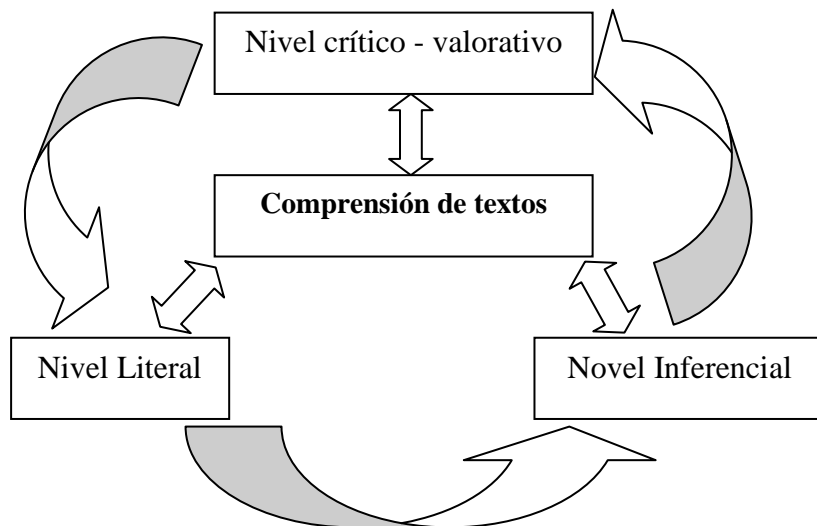 Nivel crítico - valorativo
Comprensión de textos
Nivel Literal
Novel Inferencial